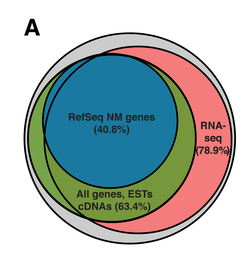 A
RefSeq NM genes
(40.8%)
RNA-
seq
(78.9%)
All genes, ESTs
cDNAs (63.4%)